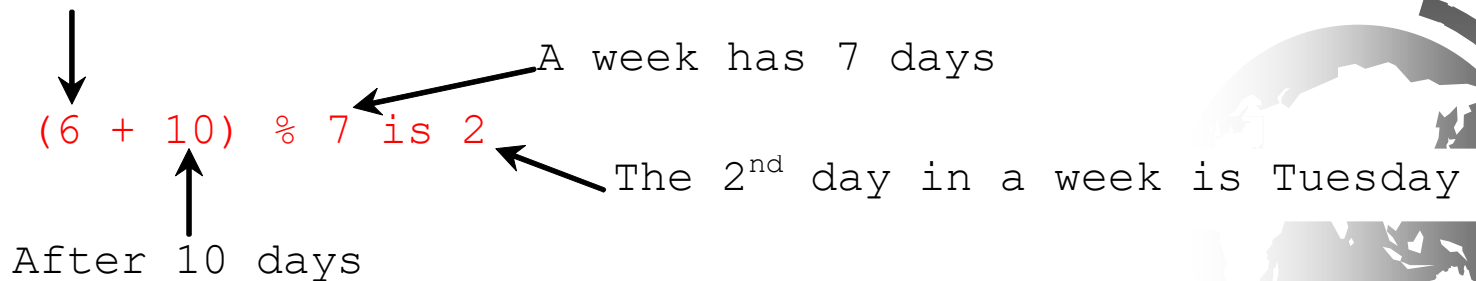 A week has 7 days
(6 + 10) % 7 is 2
The 2nd day in a week is Tuesday
After 10 days